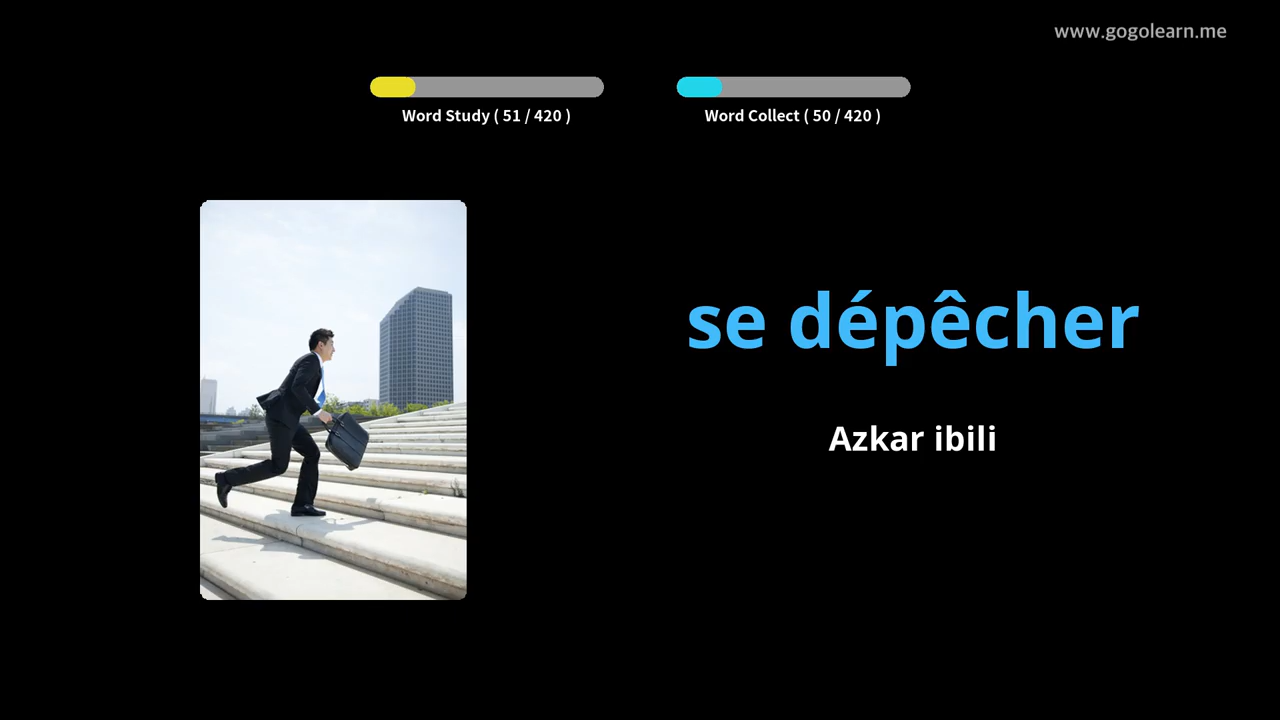 www.gogolearn.me
Word Study ( 51 / 420 )
Word Collect ( 50 / 420 )
se dépêcher
Azkar ibili